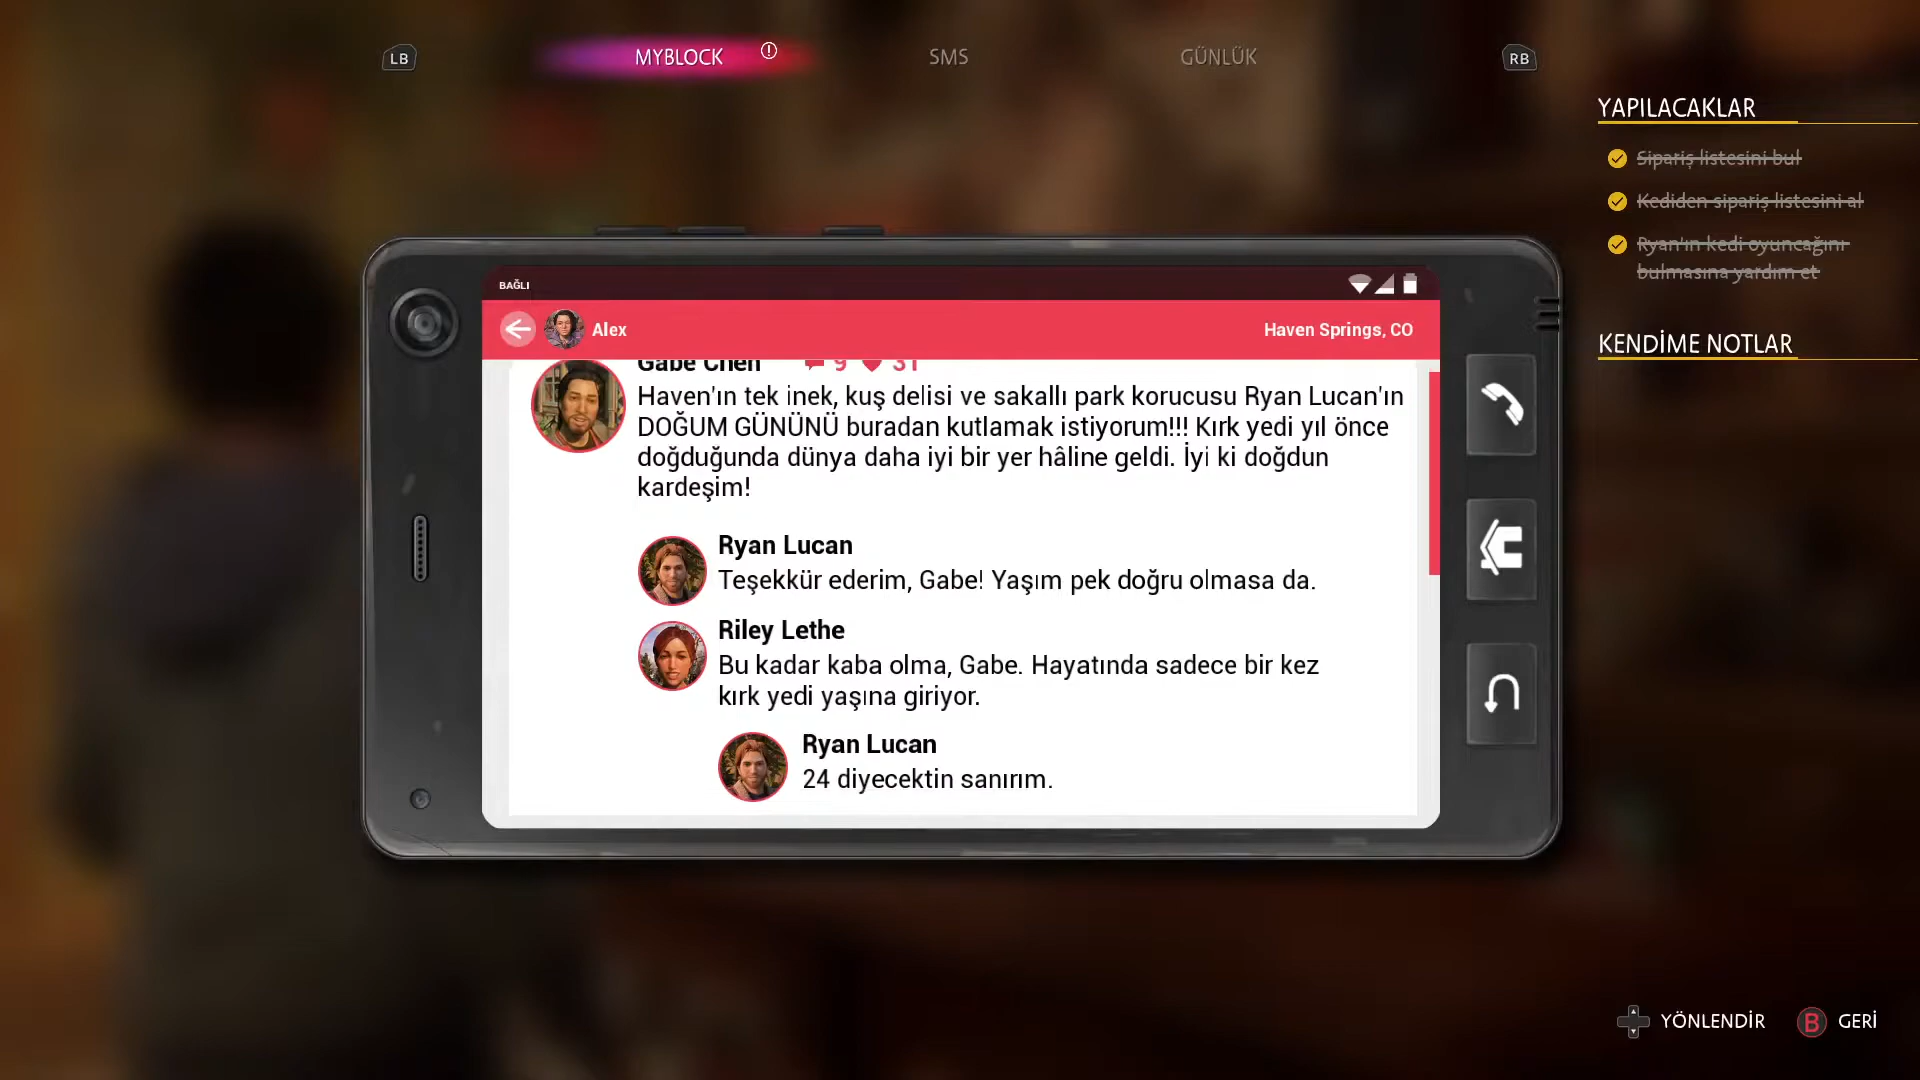 LB
MYBLOCK
SMS
GÜNLÜK
RB
YAPILACAKLAR
Sipariş listesini bul
Kediden sipariş listesini al
Ryan'ın kedi oyuncağını
bulmasına yardım et
KENDİME NOTLAR
BAĞLI
Alex
Haven Springs, CO
Gabe Chen 9 31
Haven'ın tek inek, kuş delisi ve sakallı park korucusu Ryan Lucan'ın
DOĞUM GÜNÜNÜ buradan kutlamak istiyorum!!! Kırk yedi yıl önce
doğduğunda dünya daha iyi bir yer hâline geldi. İyi ki doğdun
kardeşim!
Ryan Lucan
Teşekkür ederim, Gabe! Yaşım pek doğru olmasa da.
Riley Lethe
Bu kadar kaba olma, Gabe. Hayatında sadece bir kez
kırk yedi yaşına giriyor.
Ryan Lucan
24 diyecektin sanırım.
YÖNLENDİR
B GERİ